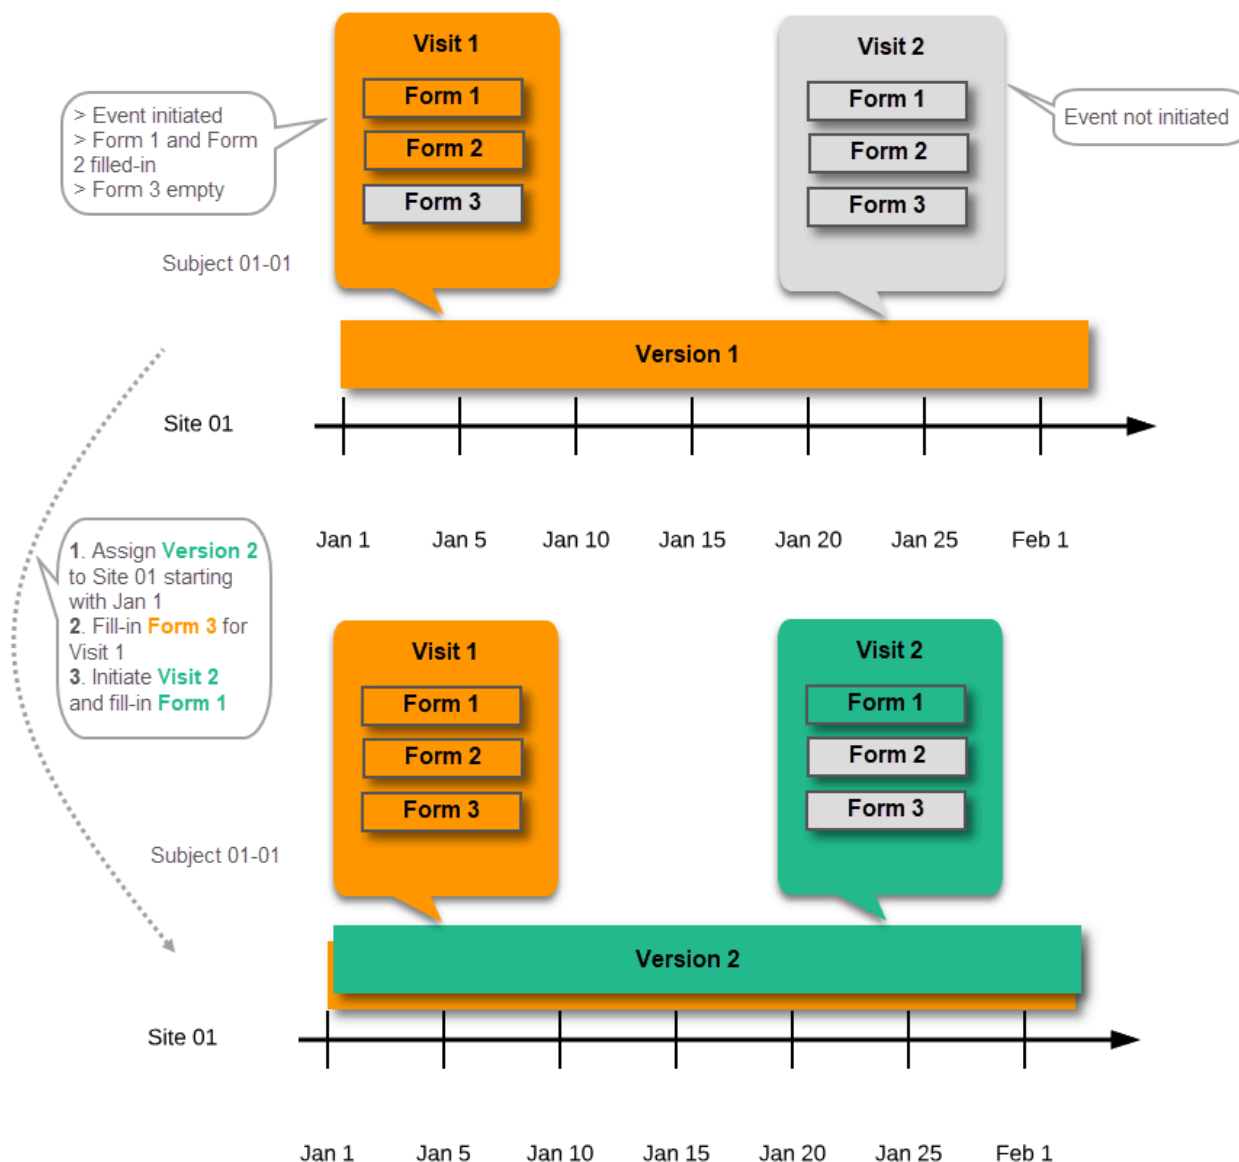 Visit 1
Form 1
Form 2
Form 3
Visit 2
Form 1
Form 2
Form 3
> Event initiated
> Form 1 and Form
2 filled-in
> Form 3 empty
Event not initiated
Subject 01-01
Version 1
Site 01
Jan 1 Jan 5 Jan 10 Jan 15 Jan 20 Jan 25 Feb 1
1. Assign Version 2
to Site 01 starting
with Jan 1
2. Fill-in Form 3 for
Visit 1
3. Initiate Visit 2
and fill-in Form 1
Visit 1
Form 1
Form 2
Form 3
Visit 2
Form 1
Form 2
Form 3
Subject 01-01
Version 2
Site 01
Jan 1 Jan 5 Jan 10 Jan 15 Jan 20 Jan 25 Feb 1